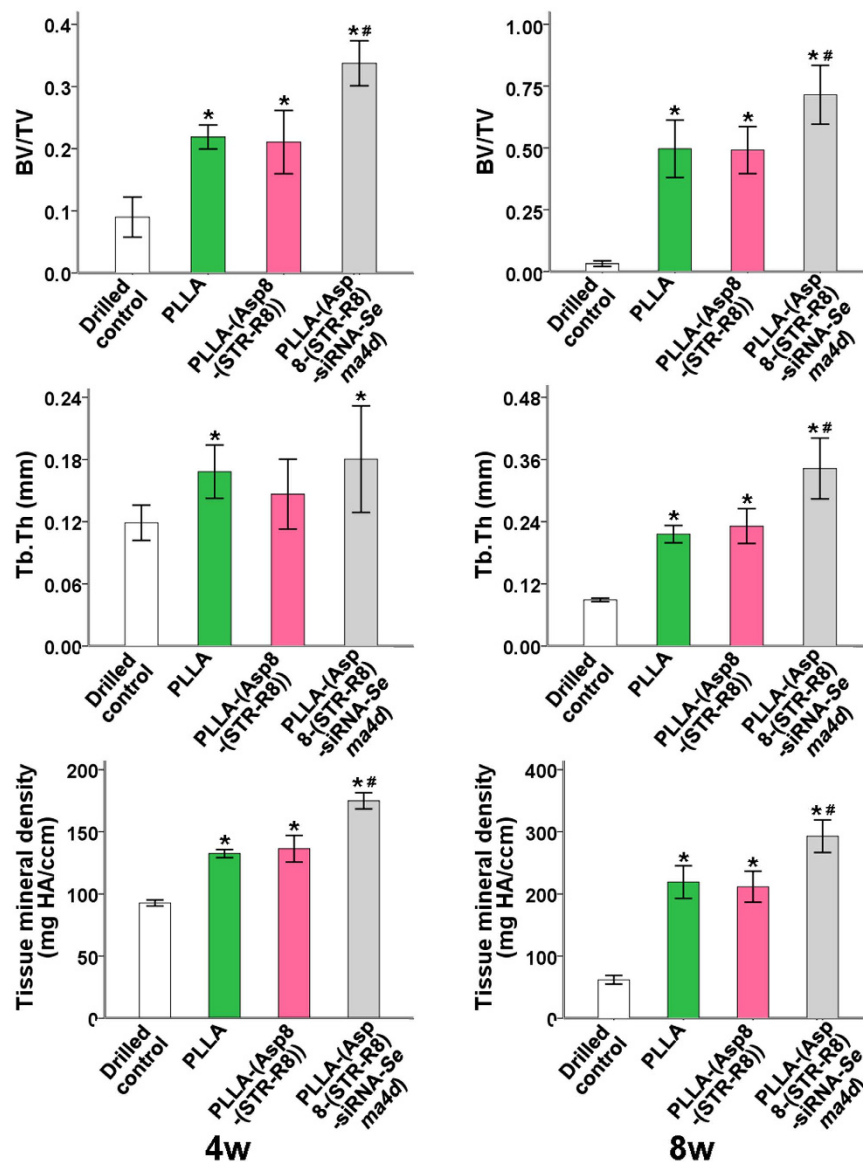 0.4
0.3
0.2
0.1
0.0
BV/TV
*
*
*#
Drilled
control
PLLA
PLLA-(Asp8
-(STR-R8))
PLLA-(Asp
8-(STR-R8)
-siRNA-Se
ma4d)
1.00
0.75
0.50
0.25
0.00
BV/TV
*
*
*#
Drilled
control
PLLA
PLLA-(Asp8
-(STR-R8))
PLLA-(Asp
8-(STR-R8)
-siRNA-Se
ma4d)
0.24
0.18
0.12
0.06
0.00
Tb.Th (mm)
*
*
Drilled
control
PLLA
PLLA-(Asp8
-(STR-R8))
PLLA-(Asp
8-(STR-R8)
-siRNA-Se
ma4d)
0.48
0.36
0.24
0.12
0.00
Tb.Th (mm)
*
*
*#
Drilled
control
PLLA
PLLA-(Asp8
-(STR-R8))
PLLA-(Asp
8-(STR-R8)
-siRNA-Se
ma4d)
200
150
100
50
0
Tissue mineral density
(mg HA/ccm)
*
*
*#
Drilled
control
PLLA
PLLA-(Asp8
-(STR-R8))
PLLA-(Asp
8-(STR-R8)
-siRNA-Se
ma4d)
4w
400
300
200
100
0
Tissue mineral density
(mg HA/ccm)
*
*
*#
Drilled
control
PLLA
PLLA-(Asp8
-(STR-R8))
PLLA-(Asp
8-(STR-R8)
-siRNA-Se
ma4d)
8w